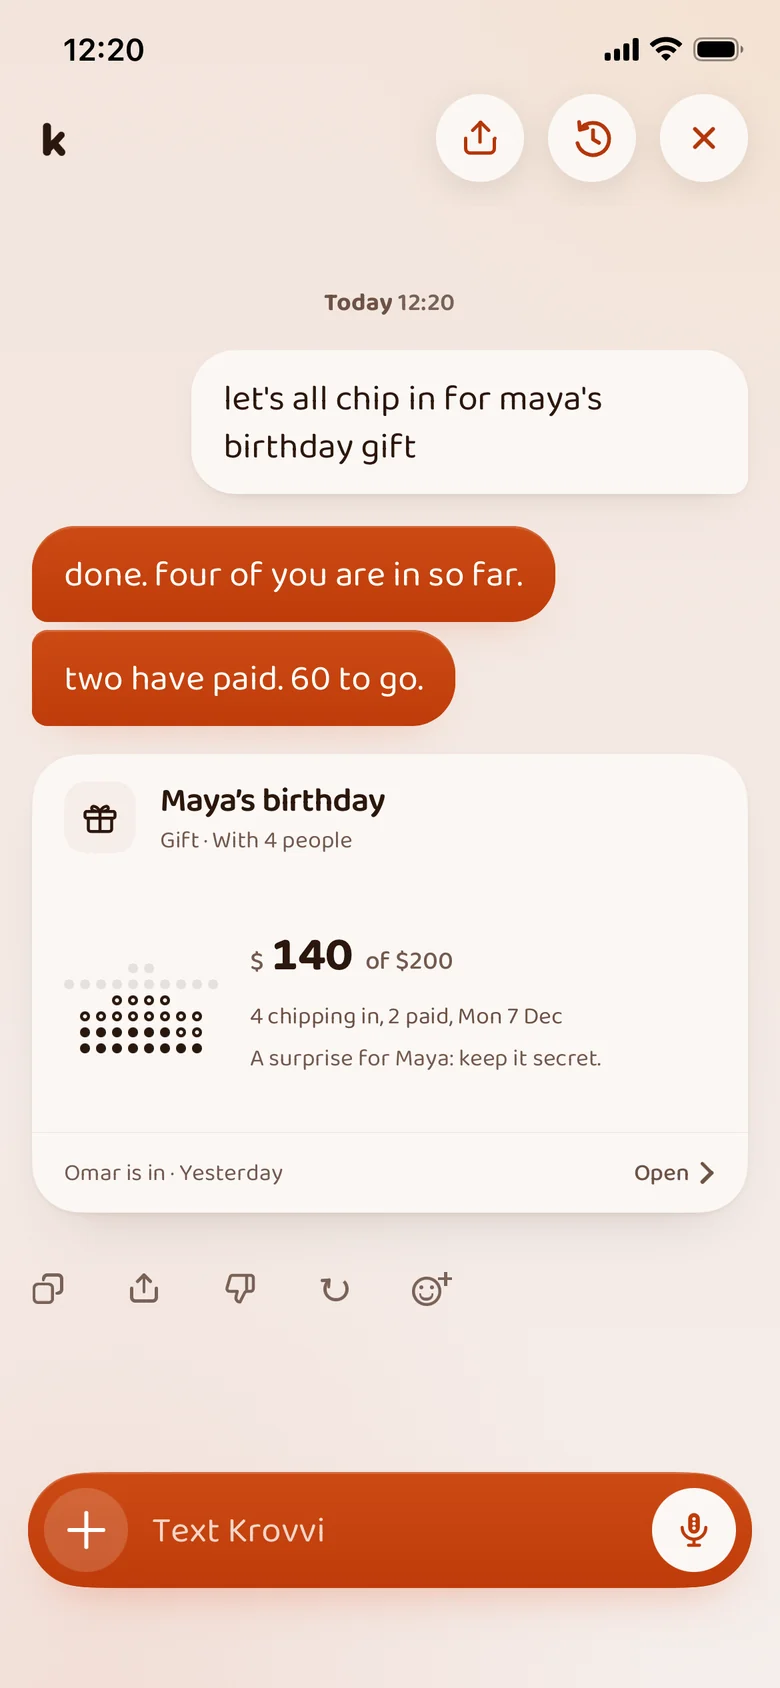 12:20
k
Today 12:20
let's all chip in for maya's
birthday gift
done. four of you are in so far.
two have paid. 60 to go.
Maya’s birthday
Gift · With 4 people
$ 140 of $200
4 chipping in, 2 paid, Mon 7 Dec
A surprise for Maya: keep it secret.
Omar is in · Yesterday
Open
Text Krovvi